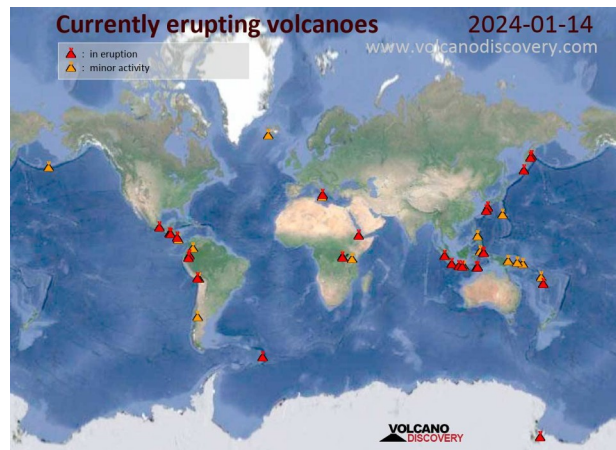 Currently erupting volcanoes 2024-01-14
www.volcanodiscovery.com
: in eruption
: minor activity
VOLCANO
DISCOVERY